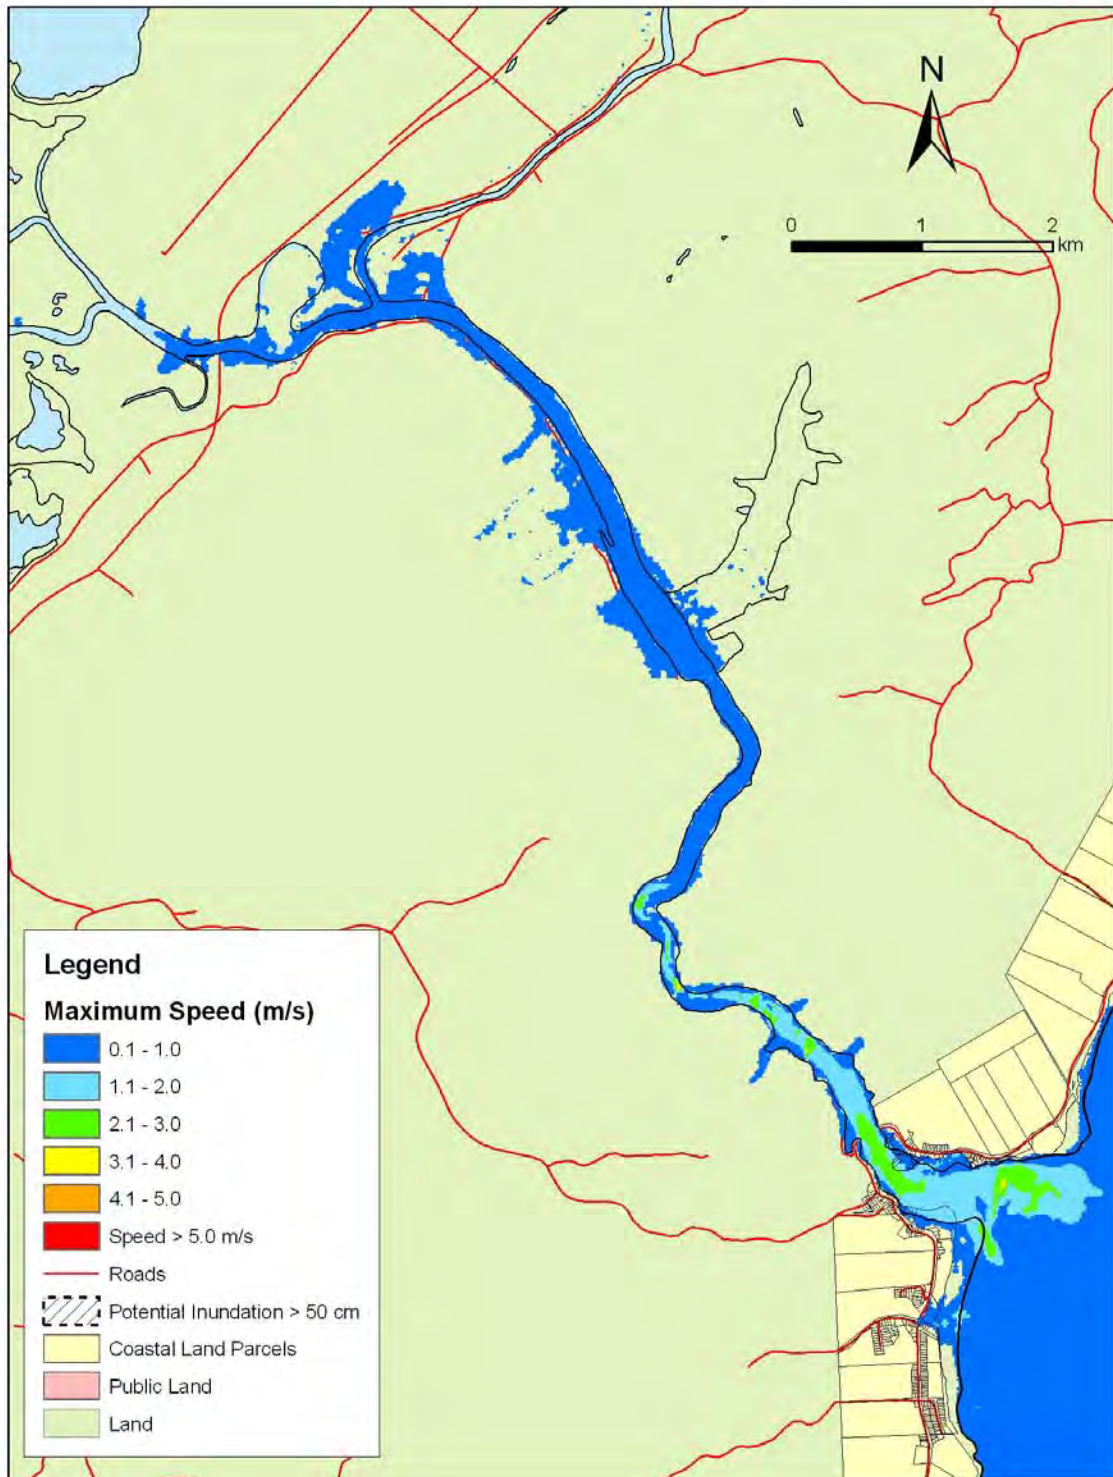 N
0 1 2
km
Legend
Maximum Speed (m/s)
0.1 - 1.0
1.1 - 2.0
2.1 - 3.0
3.1 - 4.0
4.1 - 5.0
Speed > 5.0 m/s
Roads
Potential Inundation > 50 cm
Coastal Land Parcels
Public Land
Land